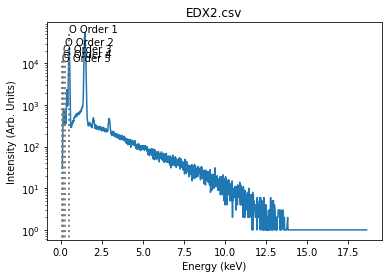 EDX2.csv
O Order 1
O Order 2
O Order 3
O Order 4
O Order 5
Intensity (Arb. Units)
10⁴
10³
10²
10¹
10⁰
0.0 2.5 5.0 7.5 10.0 12.5 15.0 17.5
Energy (keV)